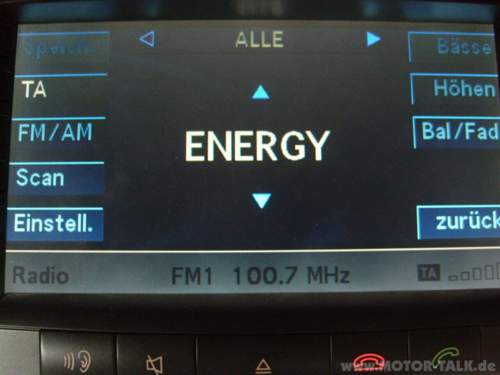 Speich.
ALLE
Bässe
TA
Höhen
FM/AM
ENERGY
Bal/Fad
Scan
Einstell.
zurück
Radio FM1 100.7 MHz TA
www.MOTOR-TALK.de